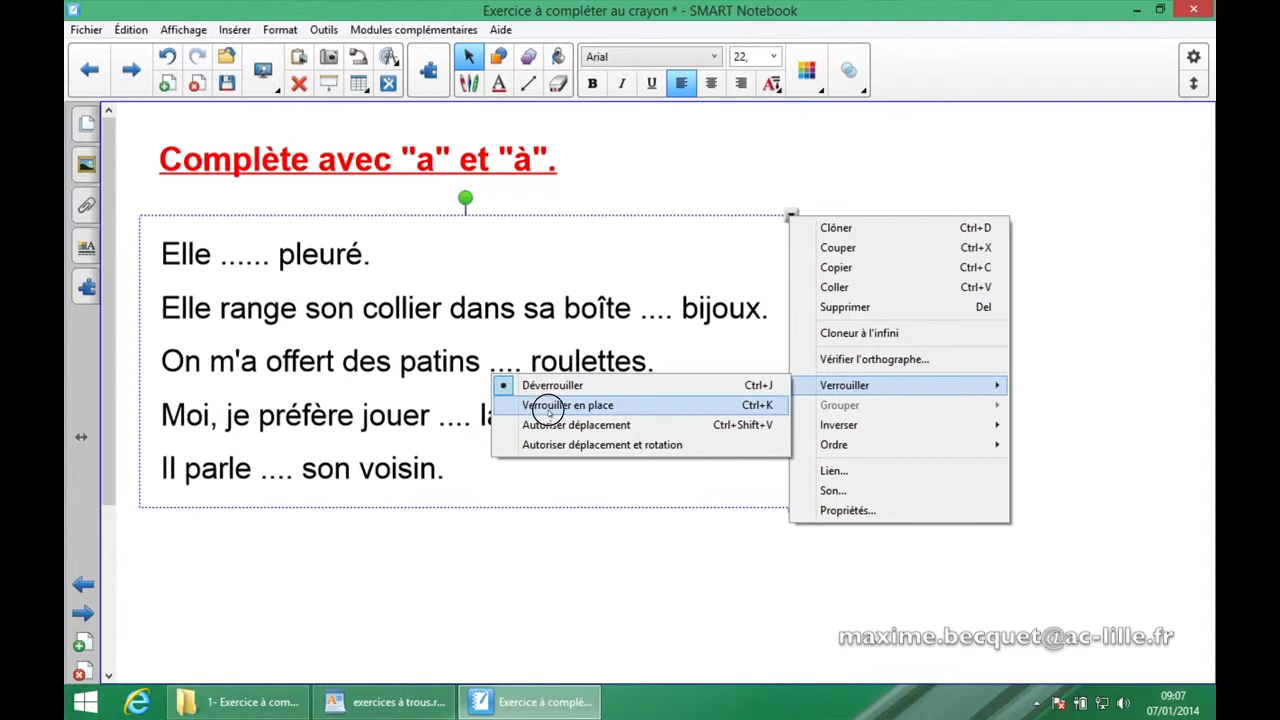 Exercice à compléter au crayon * - SMART Notebook
Fichier Édition Affichage Insérer Format Outils Modules complémentaires Aide
Arial 22,
B I U
Complète avec "a" et "à".
Elle ...... pleuré.
Elle range son collier dans sa boîte .... bijoux.
On m'a offert des patins .... roulettes.
Moi, je préfère jouer .... la
Il parle .... son voisin.
Clôner Ctrl+D
Couper Ctrl+X
Copier Ctrl+C
Coller Ctrl+V
Supprimer Del
Cloneur à l'infini
Vérifier l'orthographe...
Verrouiller
Grouper
Inverser
Ordre
Lien...
Son...
Propriétés...
Déverrouiller Ctrl+J
Verrouiller en place Ctrl+K
Autoriser déplacement Ctrl+Shift+V
Autoriser déplacement et rotation
maxime.becquet@ac-lille.fr
1- Exercice à com... exercices à trous.r... Exercice à complé...
09:07
07/01/2014